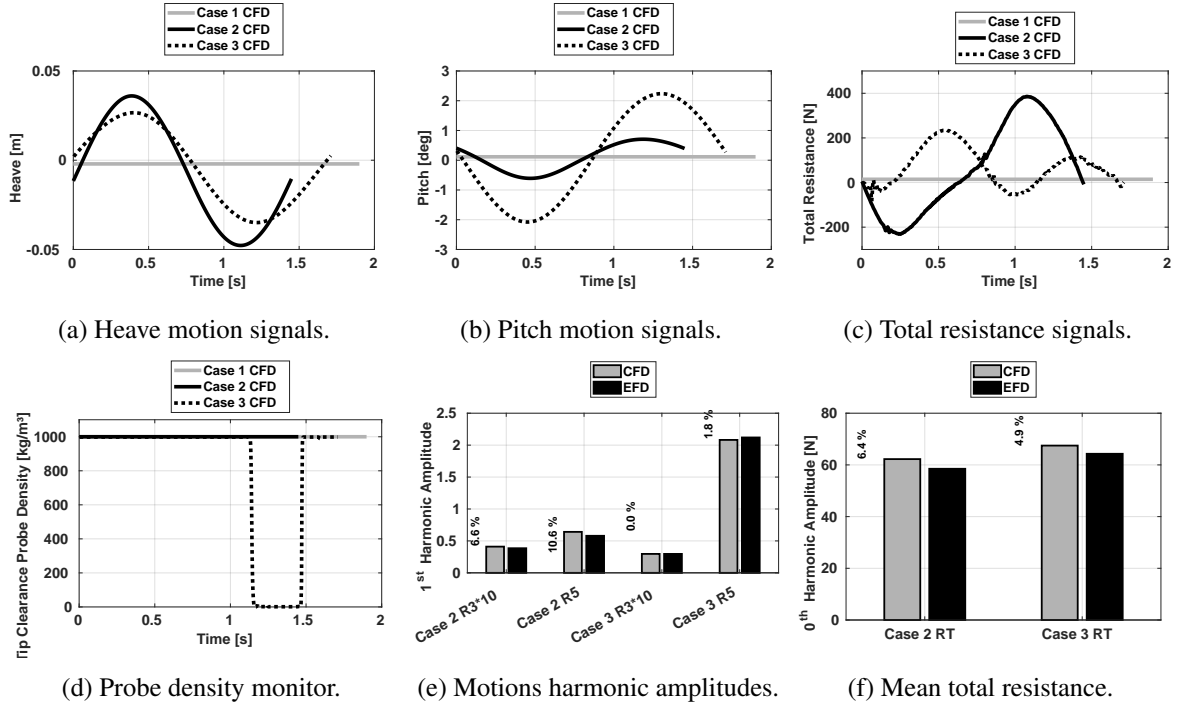 Case 1 CFD
Case 2 CFD
Case 3 CFD
0.05
0
-0.05
Heave [m]
0 0.5 1 1.5 2
Time [s]
(a) Heave motion signals.
Case 1 CFD
Case 2 CFD
Case 3 CFD
3
2
1
0
-1
-2
-3
Pitch [deg]
0 0.5 1 1.5 2
Time [s]
(b) Pitch motion signals.
Case 1 CFD
Case 2 CFD
Case 3 CFD
400
200
0
-200
Total Resistance [N]
0 0.5 1 1.5 2
Time [s]
(c) Total resistance signals.
Case 1 CFD
Case 2 CFD
Case 3 CFD
1000
800
600
400
200
0
Tip Clearance Probe Density [kg/m³]
0 0.5 1 1.5 2
Time [s]
(d) Probe density monitor.
CFD
EFD
2.5
2
1.5
1
0.5
0
1st Harmonic Amplitude
6.6 %
10.6 %
0.0 %
1.8 %
Case 2 R3*10
Case 2 R5
Case 3 R3*10
Case 3 R5
(e) Motions harmonic amplitudes.
CFD
EFD
80
60
40
20
0
0th Harmonic Amplitude [N]
6.4 %
4.9 %
Case 2 RT
Case 3 RT
(f) Mean total resistance.